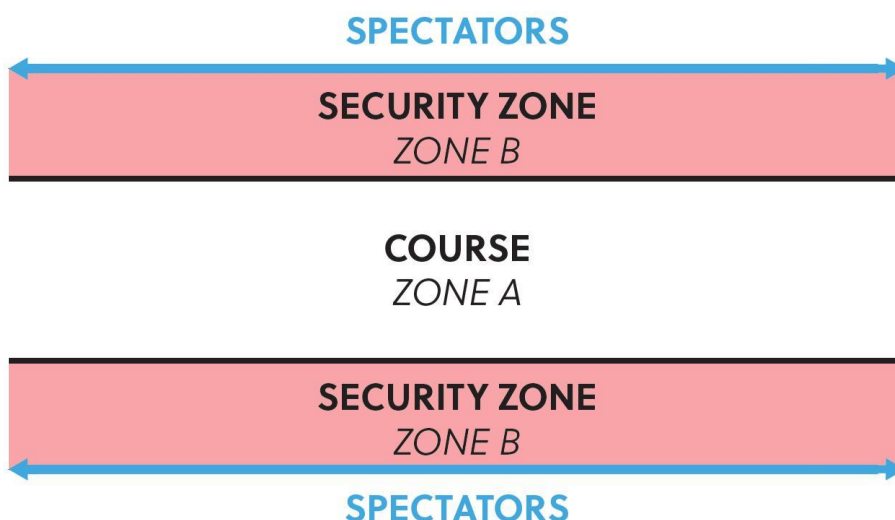 SPECTATORS
SECURITY ZONE
ZONE B
COURSE
ZONE A
SECURITY ZONE
ZONE B
SPECTATORS